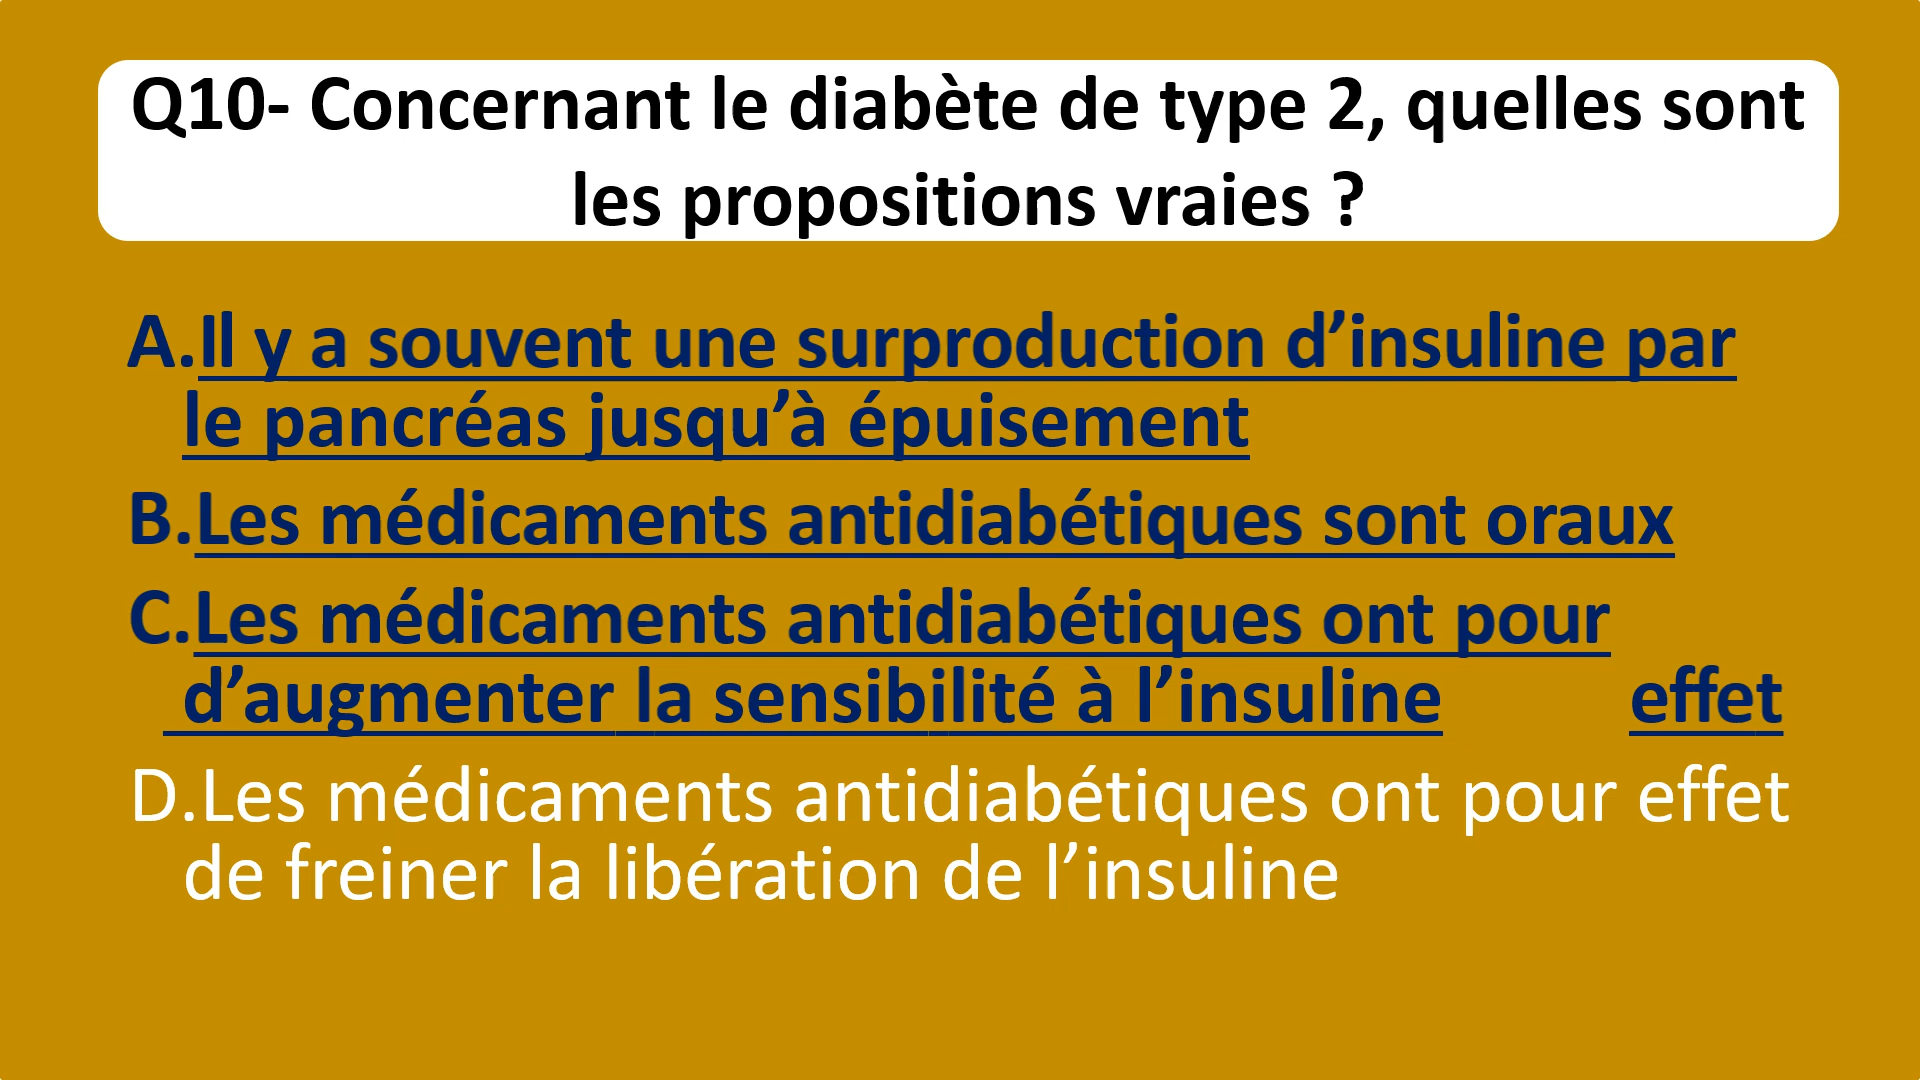 Q10- Concernant le diabète de type 2, quelles sont
les propositions vraies ?
A.Il y a souvent une surproduction d’insuline par
le pancréas jusqu’à épuisement
B.Les médicaments antidiabétiques sont oraux
C.Les médicaments antidiabétiques ont pour
d’augmenter la sensibilité à l’insuline effet
D.Les médicaments antidiabétiques ont pour effet
de freiner la libération de l’insuline